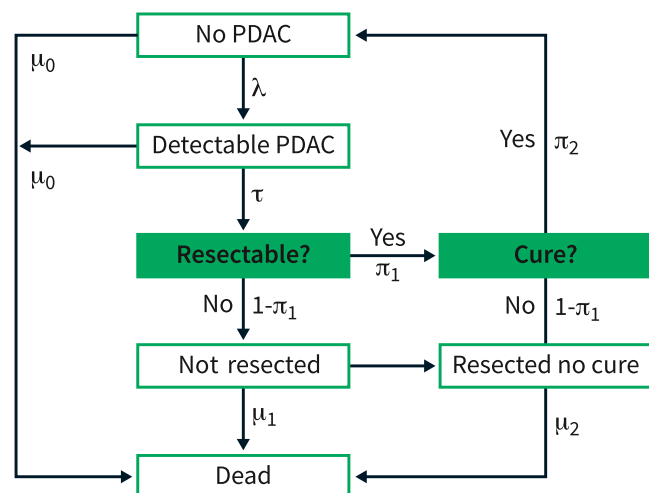 No PDAC
μ0
λ
Detectable PDAC
Yes π2
μ0
τ
Resectable?
Yes
π1
Cure?
No 1-π1
No 1-π1
Not resected
Resected no cure
μ1
μ2
Dead